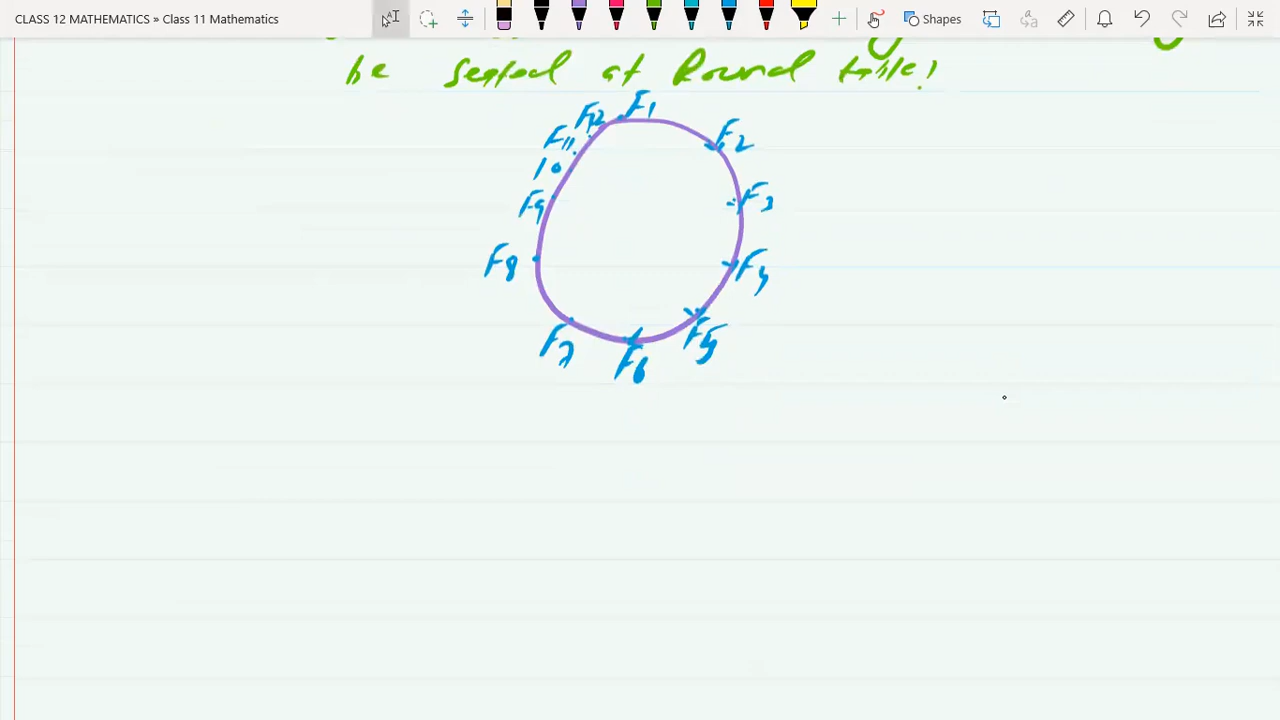 CLASS 12 MATHEMATICS » Class 11 Mathematics
Shapes
be seated at Round table?
F1
F12
F2
F11
10
F9
F3
F8
F4
F5
F7
F6